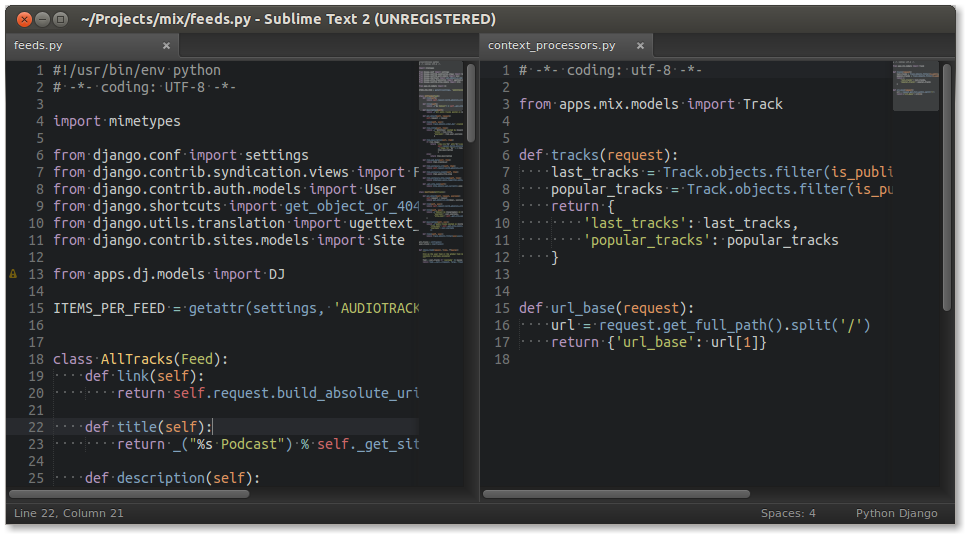 ~/Projects/mix/feeds.py - Sublime Text 2 (UNREGISTERED)
feeds.py
1 #!/usr/bin/env python
2 # -*- coding: UTF-8 -*-
3
4 import mimetypes
5
6 from django.conf import settings
7 from django.contrib.syndication.views import F
8 from django.contrib.auth.models import User
9 from django.shortcuts import get_object_or_404
10 from django.utils.translation import ugettext_
11 from django.contrib.sites.models import Site
12
13 from apps.dj.models import DJ
14
15 ITEMS_PER_FEED = getattr(settings, 'AUDIOTRACK
16
17
18 class AllTracks(Feed):
19     def link(self):
20         return self.request.build_absolute_uri
21
22     def title(self):
23         return _("%s Podcast") % self._get_sit
24
25     def description(self):
context_processors.py
1 # -*- coding: utf-8 -*-
2
3 from apps.mix.models import Track
4
5
6 def tracks(request):
7     last_tracks = Track.objects.filter(is_publi
8     popular_tracks = Track.objects.filter(is_pu
9     return {
10         'last_tracks': last_tracks,
11         'popular_tracks': popular_tracks
12     }
13
14
15 def url_base(request):
16     url = request.get_full_path().split('/')
17     return {'url_base': url[1]}
18
Line 22, Column 21
Spaces: 4
Python Django